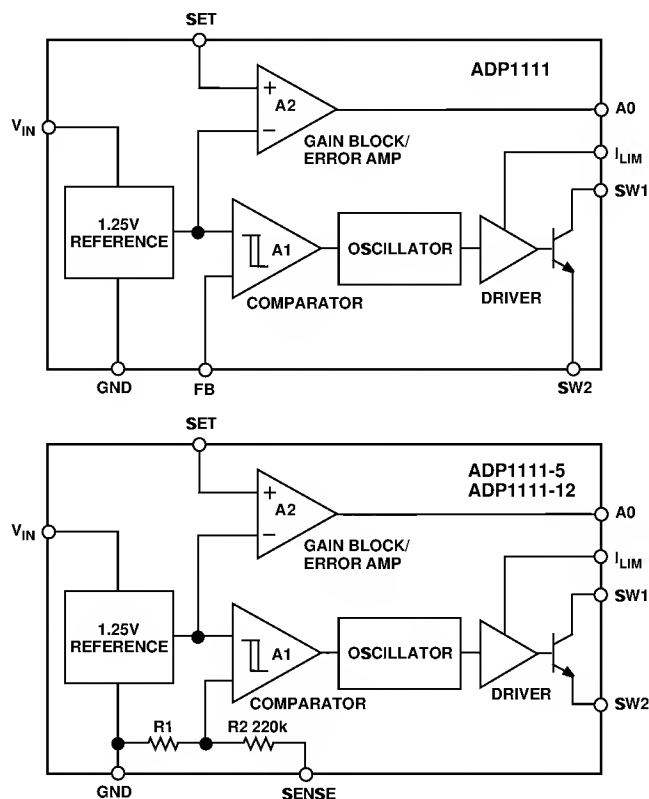 SET
ADP1111
A2
+
−
A0
VIN
GAIN BLOCK/
ERROR AMP
ILIM
SW1
1.25V
REFERENCE
A1
OSCILLATOR
COMPARATOR
DRIVER
GND
FB
SW2
SET
ADP1111-5
ADP1111-12
A2
+
−
A0
VIN
GAIN BLOCK/
ERROR AMP
ILIM
SW1
1.25V
REFERENCE
A1
OSCILLATOR
COMPARATOR
DRIVER
SW2
R1
R2 220k
GND
SENSE